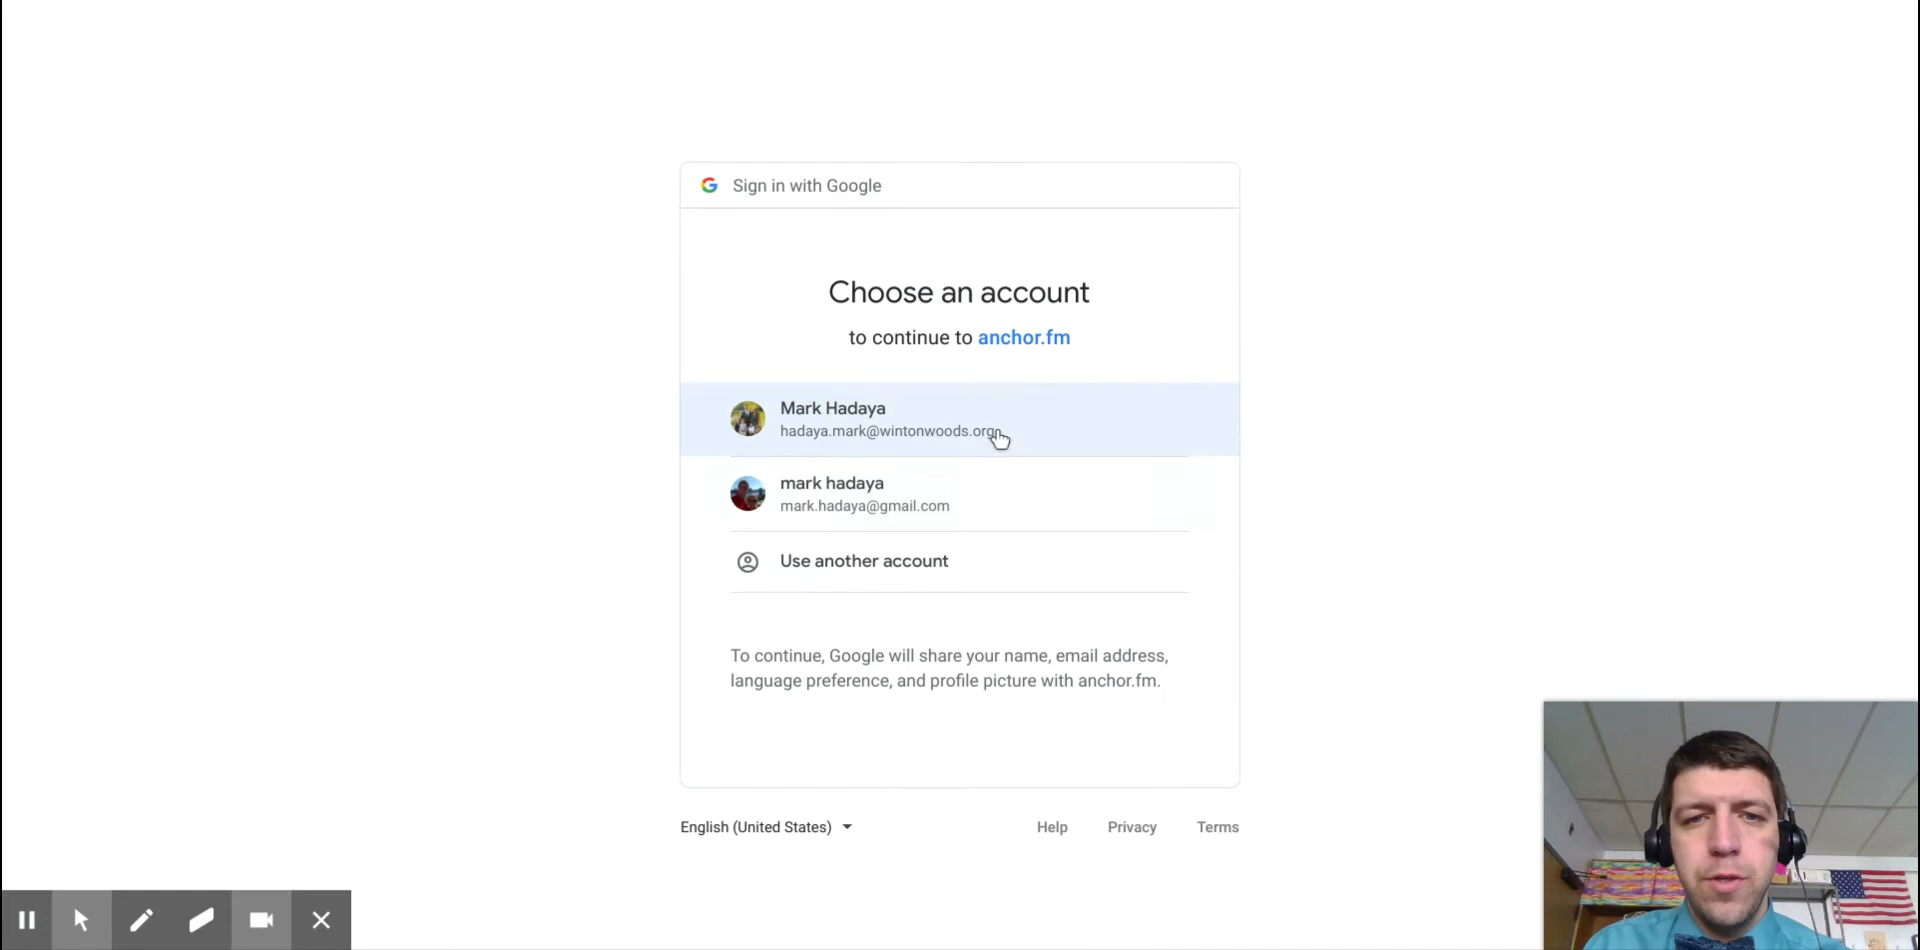 Sign in with Google
Choose an account
to continue to anchor.fm
Mark Hadaya
hadaya.mark@wintonwoods.org
mark hadaya
mark.hadaya@gmail.com
Use another account
To continue, Google will share your name, email address,
language preference, and profile picture with anchor.fm.
English (United States)
Help
Privacy
Terms